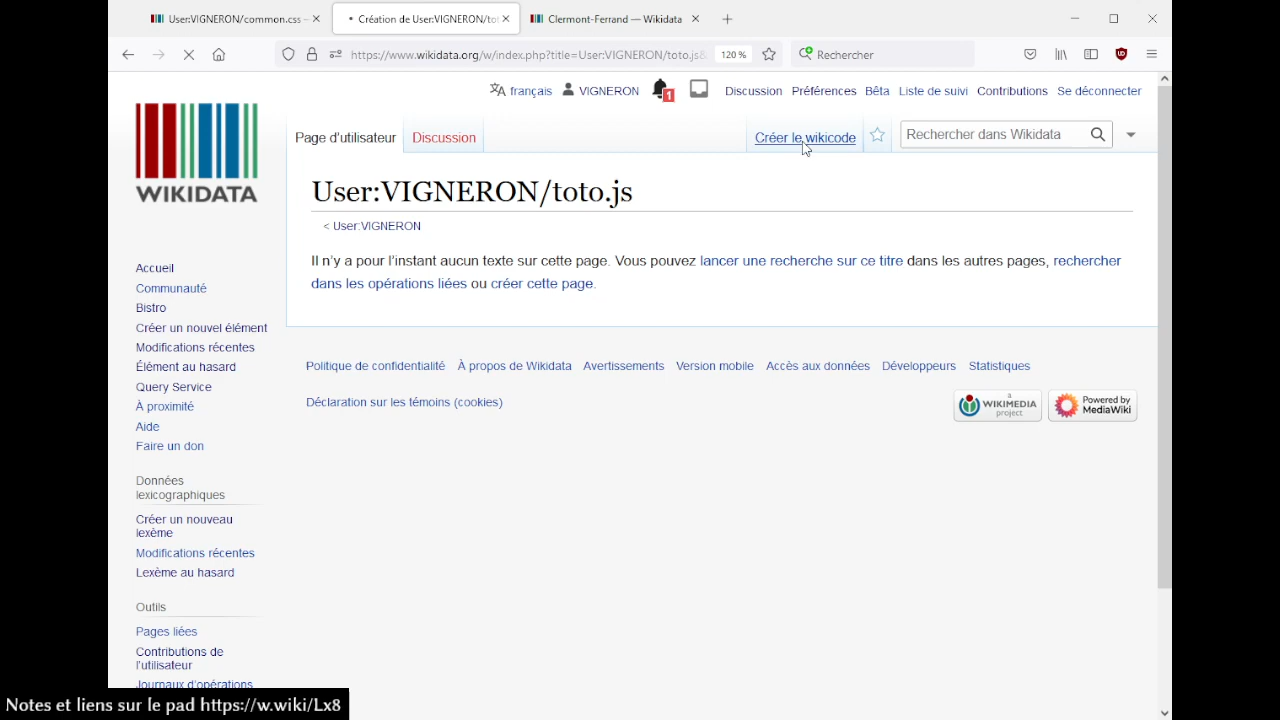 User:VIGNERON/common.css –
Création de User:VIGNERON/tot
Clermont-Ferrand — Wikidata
https://www.wikidata.org/w/index.php?title=User:VIGNERON/toto.js&
120 %
Rechercher
français
VIGNERON
1
Discussion
Préférences
Bêta
Liste de suivi
Contributions
Se déconnecter
Page d'utilisateur
Discussion
Créer le wikicode
Rechercher dans Wikidata
WIKIDATA
User:VIGNERON/toto.js
< User:VIGNERON
Il n'y a pour l'instant aucun texte sur cette page. Vous pouvez lancer une recherche sur ce titre dans les autres pages, rechercher
dans les opérations liées ou créer cette page.
Accueil
Communauté
Bistro
Créer un nouvel élément
Modifications récentes
Élément au hasard
Query Service
À proximité
Aide
Faire un don
Données
lexicographiques
Créer un nouveau
lexème
Modifications récentes
Lexème au hasard
Outils
Pages liées
Contributions de
l'utilisateur
Journaux d'opérations
Politique de confidentialité
À propos de Wikidata
Avertissements
Version mobile
Accès aux données
Développeurs
Statistiques
Déclaration sur les témoins (cookies)
a
WIKIMEDIA
project
Powered by
MediaWiki
Notes et liens sur le pad https://w.wiki/Lx8